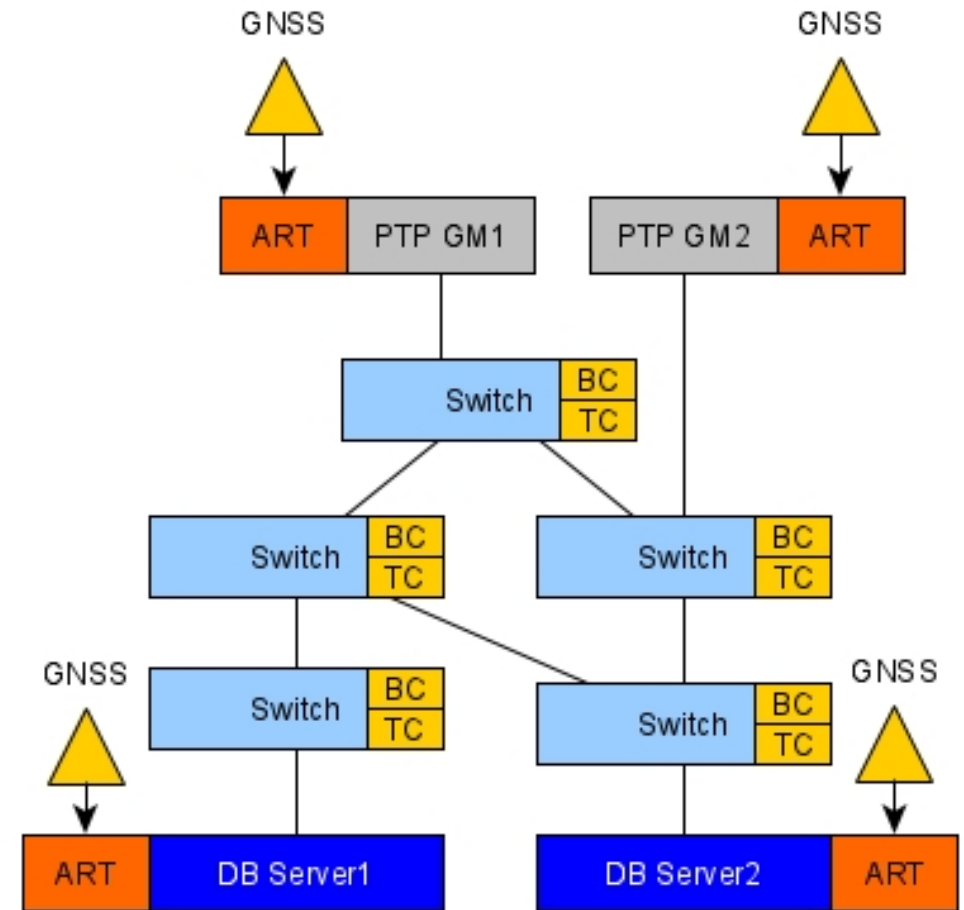 GNSS
GNSS
ART
PTP GM1
PTP GM2
ART
Switch
BC
TC
Switch
BC
TC
Switch
BC
TC
GNSS
Switch
BC
TC
Switch
BC
TC
GNSS
ART
DB Server1
DB Server2
ART